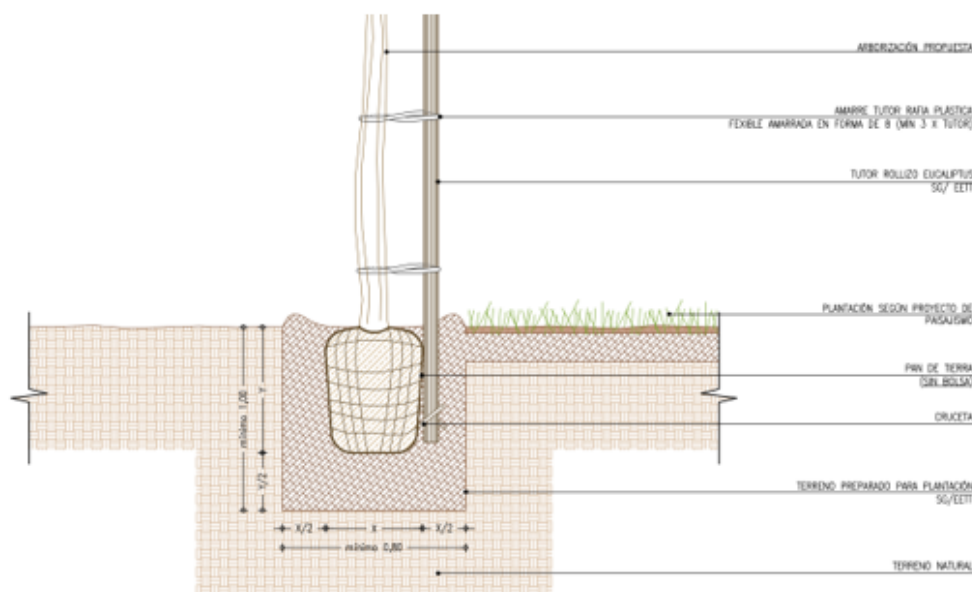 ARBORIZACIÓN PROPUESTA
AMARRE TUTOR RAFIA PLÁSTICA
FEXIBLE AMARRADA EN FORMA DE 8 (MIN 3 X TUTOR)
TUTOR ROLLIZO EUCALIPTUS
SG/ EETT
PLANTACIÓN SEGÚN PROYECTO DE
PAISAJISMO
PAN DE TIERRA
(SIN BOLSA)
CRUCETA
TERRENO PREPARADO PARA PLANTACIÓN
SG/EETT
TERRENO NATURAL
mínimo 1,00
Y
Y/2
X/2
X
X/2
mínimo 0,80